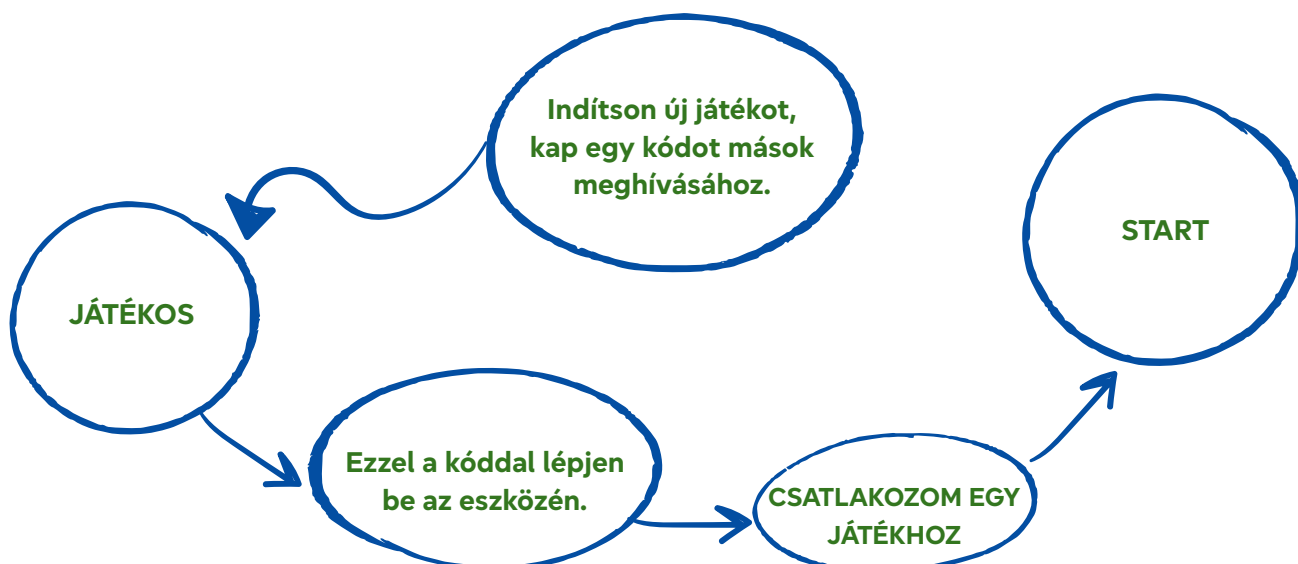 Indítson új játékot,
kap egy kódot mások
meghívásához.
JÁTÉKOS
Ezzel a kóddal lépjen
be az eszközén.
CSATLAKOZOM EGY
JÁTÉKHOZ
START